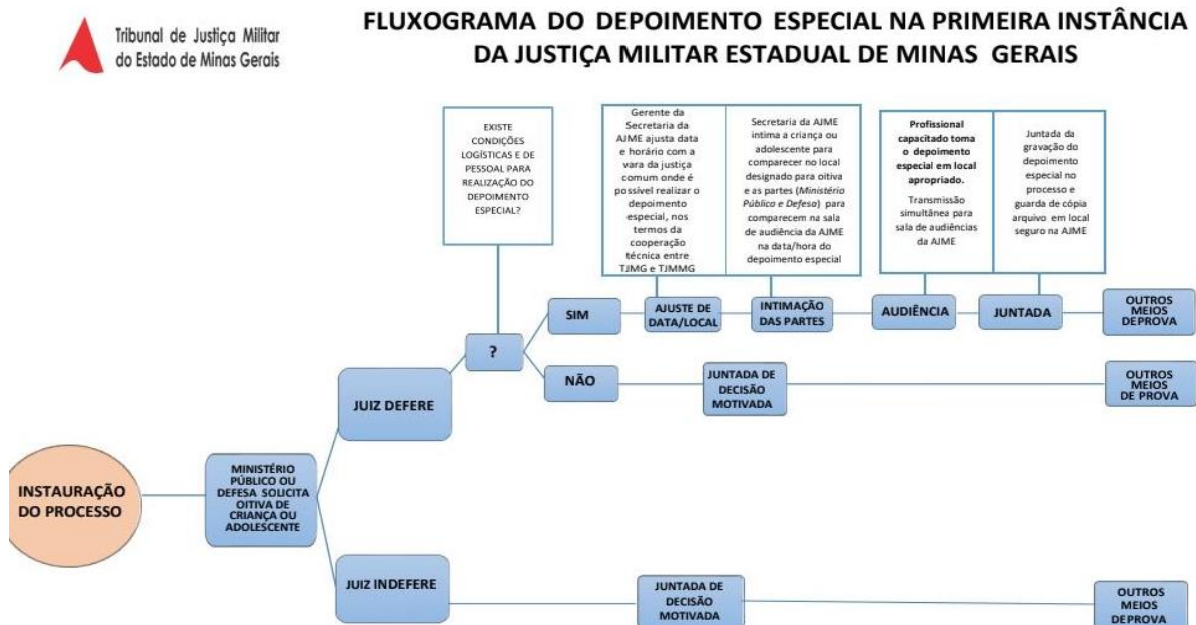 Tribunal de Justiça Militar
do Estado de Minas Gerais
FLUXOGRAMA DO DEPOIMENTO ESPECIAL NA PRIMEIRA INSTÂNCIA
DA JUSTIÇA MILITAR ESTADUAL DE MINAS GERAIS
EXISTE
CONDIÇÕES
LOGÍSTICAS E DE
PESSOAL PARA
REALIZAÇÃO DO
DEPOIMENTO
ESPECIAL?
Gerente da
Secretaria da
AJME ajusta data
e horário com a
vara da justiça
comum onde é
possível realizar o
depoimento
especial, nos
termos da
cooperação
técnica entre
TJMG e TJMMG
Secretaria da AJME
intima a criança ou
adolescente para
comparecer no local
designado para oitiva
e as partes (Ministério
Público e Defesa) para
comparecem na sala
de audiência da AJME
na data/hora do
depoimento especial
Profissional
capacitado toma
o depoimento
especial em local
apropriado.
Transmissão
simultânea para
sala de audiências
da AJME
Juntada da
gravação do
depoimento
especial no
processo e
guarda de cópia
arquivo em local
seguro na AJME
SIM
AJUSTE DE
DATA/LOCAL
INTIMAÇÃO
DAS PARTES
AUDIÊNCIA
JUNTADA
OUTROS
MEIOS
DEPROVA
?
NÃO
JUNTADA DE
DECISÃO
MOTIVADA
OUTROS
MEIOS
DE PROVA
JUIZ DEFERE
INSTAURAÇÃO
DO PROCESSO
MINISTÉRIO
PÚBLICO OU
DEFESA SOLICITA
OITIVA DE
CRIANÇA OU
ADOLESCENTE
JUIZ INDEFERE
JUNTADA DE
DECISÃO
MOTIVADA
OUTROS
MEIOS
DEPROVA